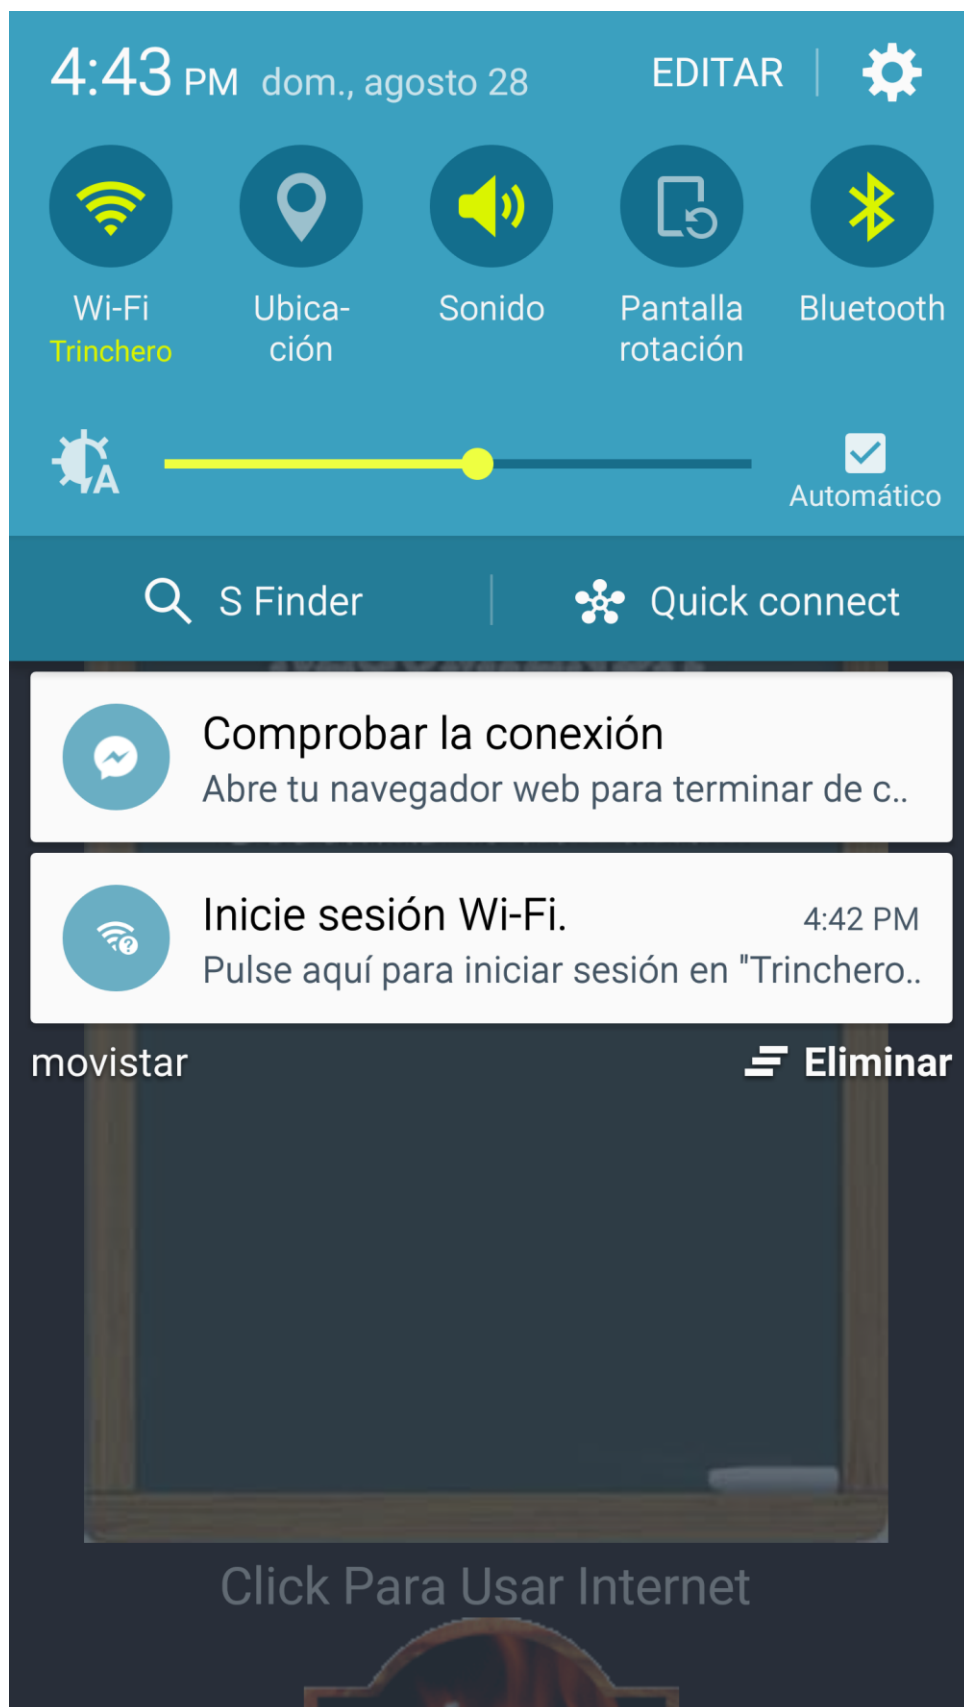 4:43 PM dom., agosto 28 EDITAR
Wi-Fi Ubica- Sonido Pantalla Bluetooth
Trinchero ción rotación
A Automático
S Finder Quick connect
Comprobar la conexión
Abre tu navegador web para terminar de c..
Inicie sesión Wi-Fi. 4:42 PM
Pulse aquí para iniciar sesión en "Trinchero..
movistar Eliminar
Click Para Usar Internet